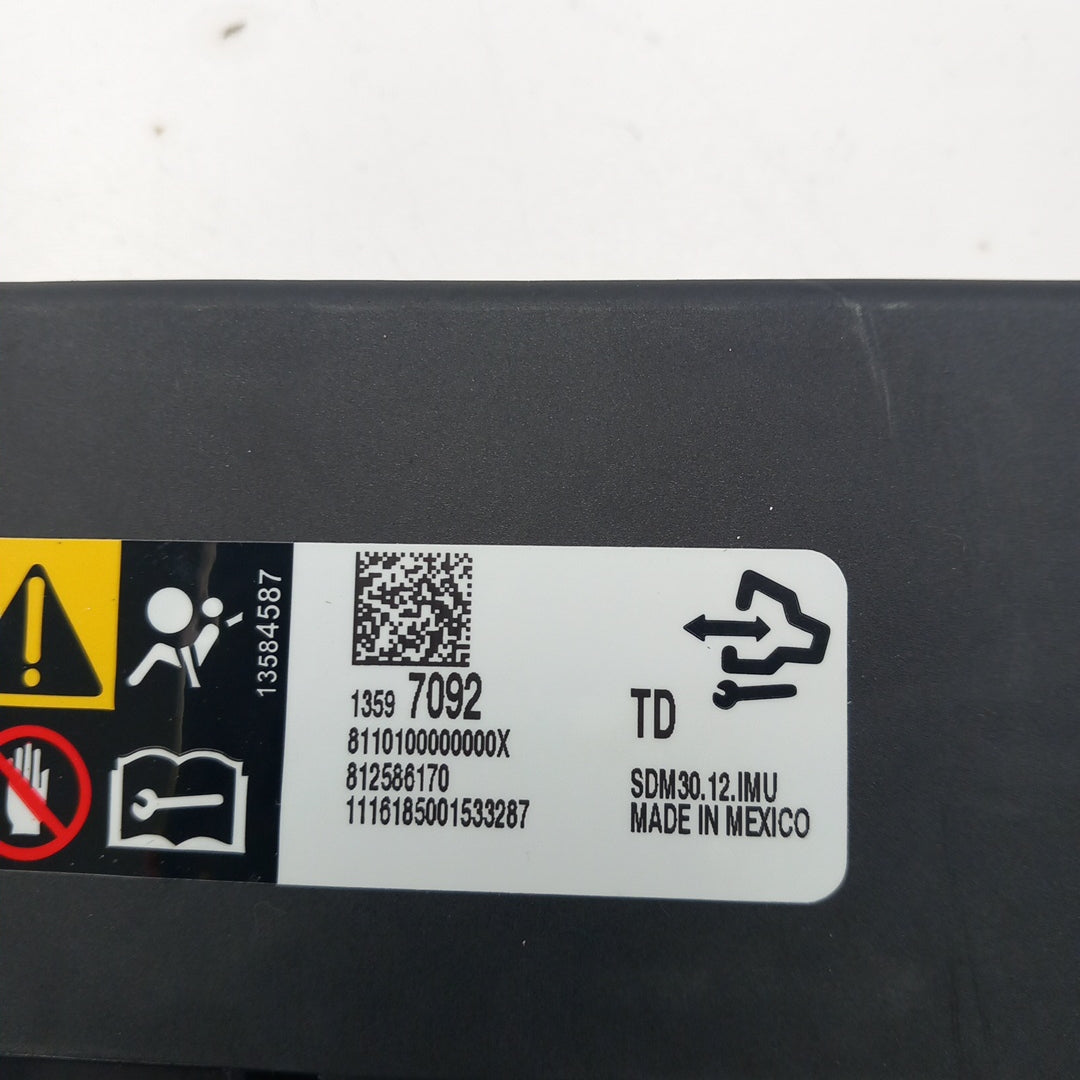 13584587
1359 7092
8110100000000X
812586170
1116185001533287
TD
SDM30.12.IMU
MADE IN MEXICO